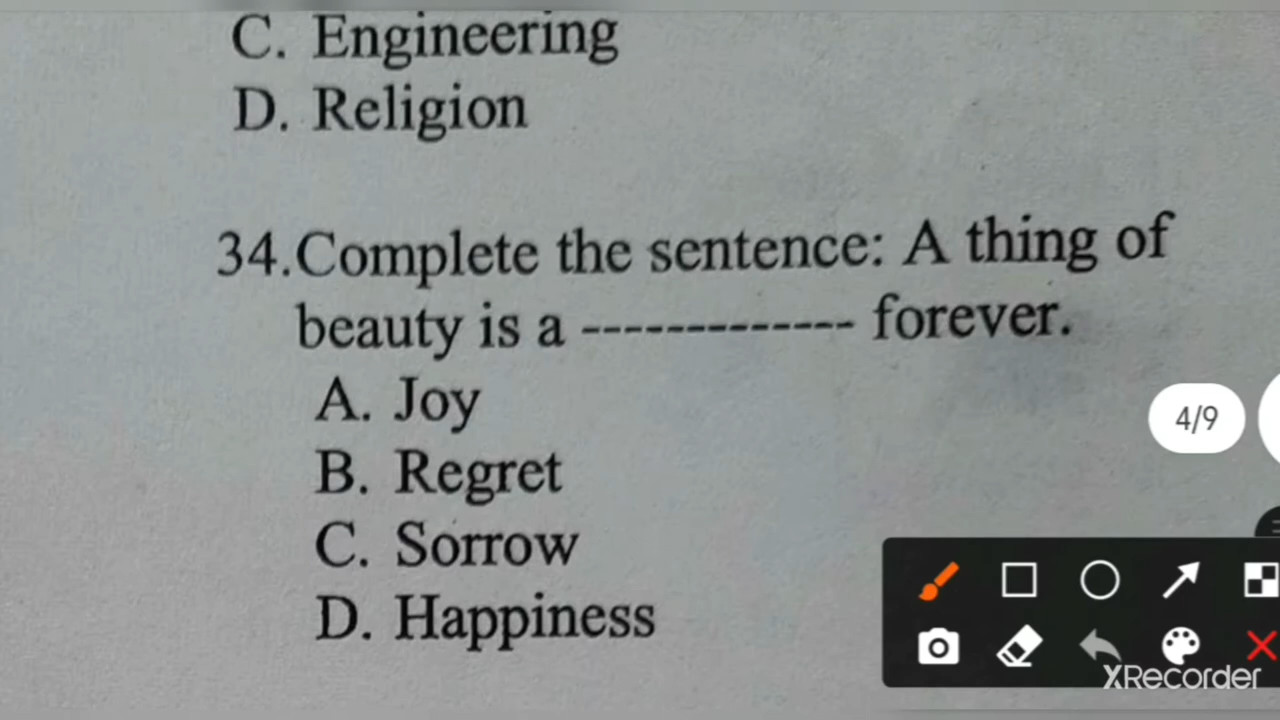 C. Engineering
D. Religion
34.Complete the sentence: A thing of
beauty is a ------------- forever.
A. Joy
B. Regret
C. Sorrow
D. Happiness
4/9
XRecorder